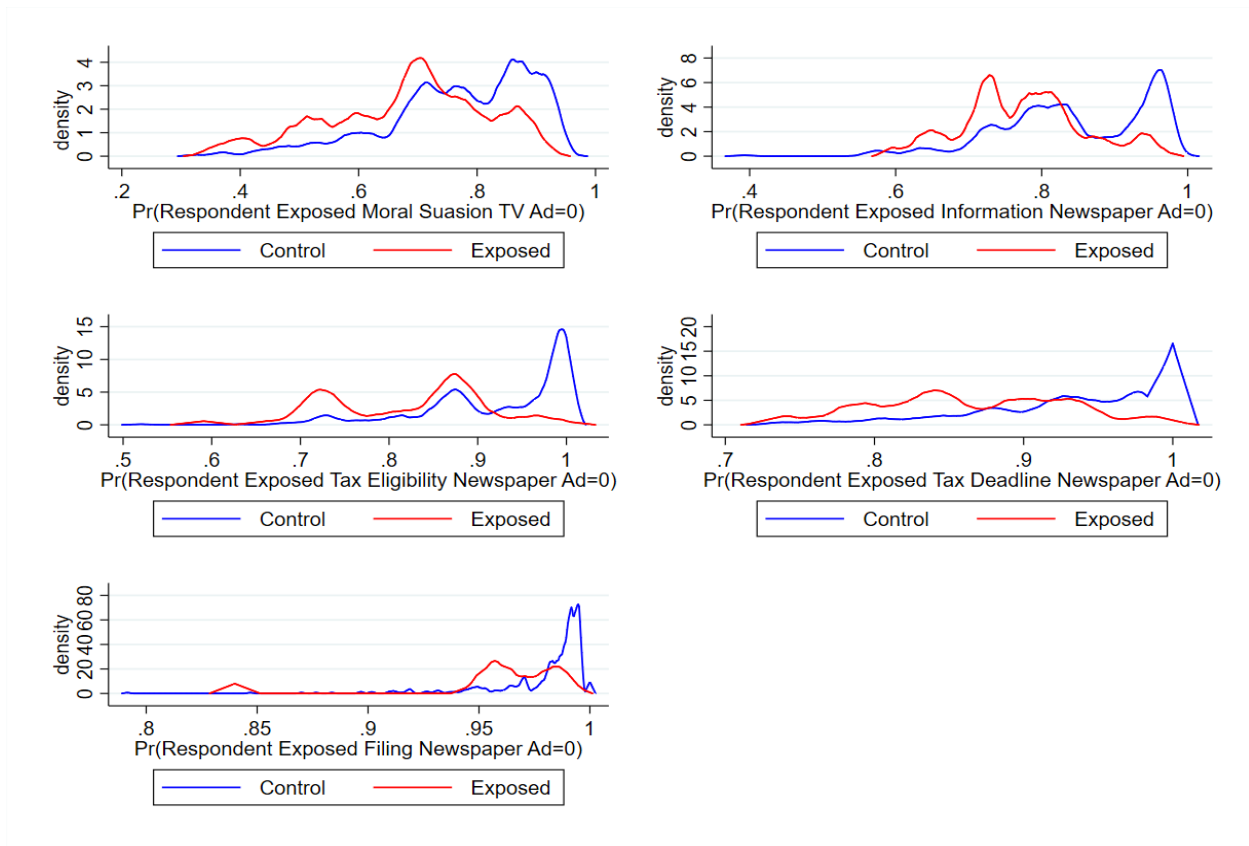 density
4
3
2
1
0
.2 .4 .6 .8 1
Pr(Respondent Exposed Moral Suasion TV Ad=0)
Control Exposed
density
8
6
4
2
0
.4 .6 .8 1
Pr(Respondent Exposed Information Newspaper Ad=0)
Control Exposed
density
15
10
5
0
.5 .6 .7 .8 .9 1
Pr(Respondent Exposed Tax Eligibility Newspaper Ad=0)
Control Exposed
density
20
15
10
5
0
.7 .8 .9 1
Pr(Respondent Exposed Tax Deadline Newspaper Ad=0)
Control Exposed
density
80
60
40
20
0
.8 .85 .9 .95 1
Pr(Respondent Exposed Filing Newspaper Ad=0)
Control Exposed